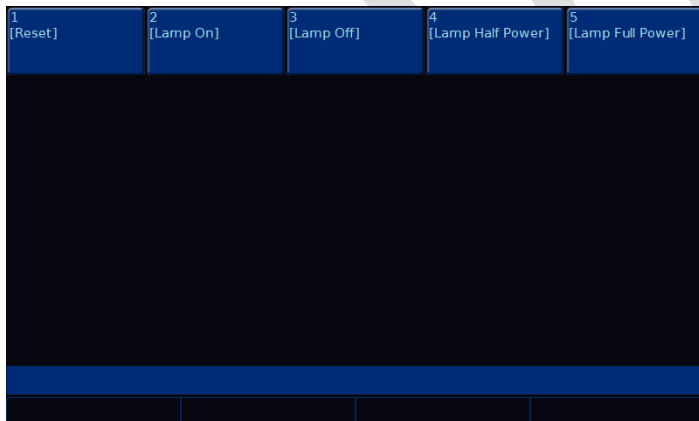 1
[Reset]
2
[Lamp On]
3
[Lamp Off]
4
[Lamp Half Power]
5
[Lamp Full Power]